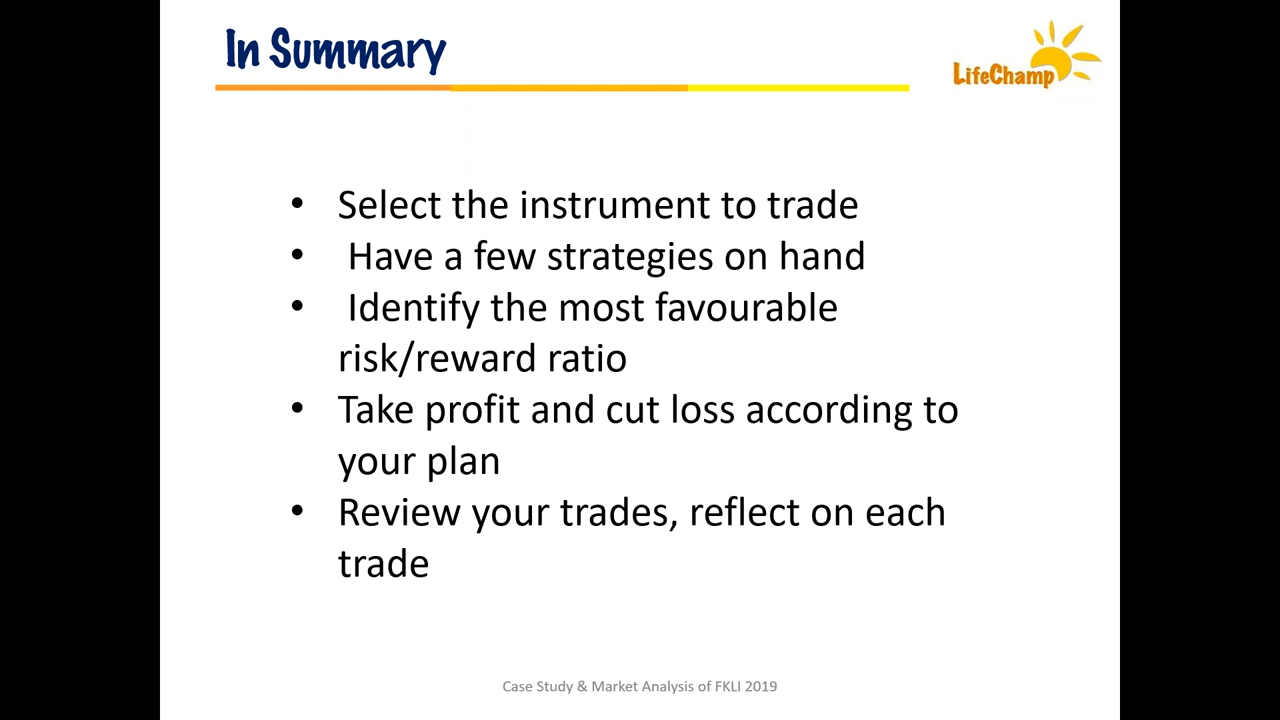 In Summary
LifeChamp
• Select the instrument to trade
• Have a few strategies on hand
• Identify the most favourable
risk/reward ratio
• Take profit and cut loss according to
your plan
• Review your trades, reflect on each
trade
Case Study & Market Analysis of FKLI 2019